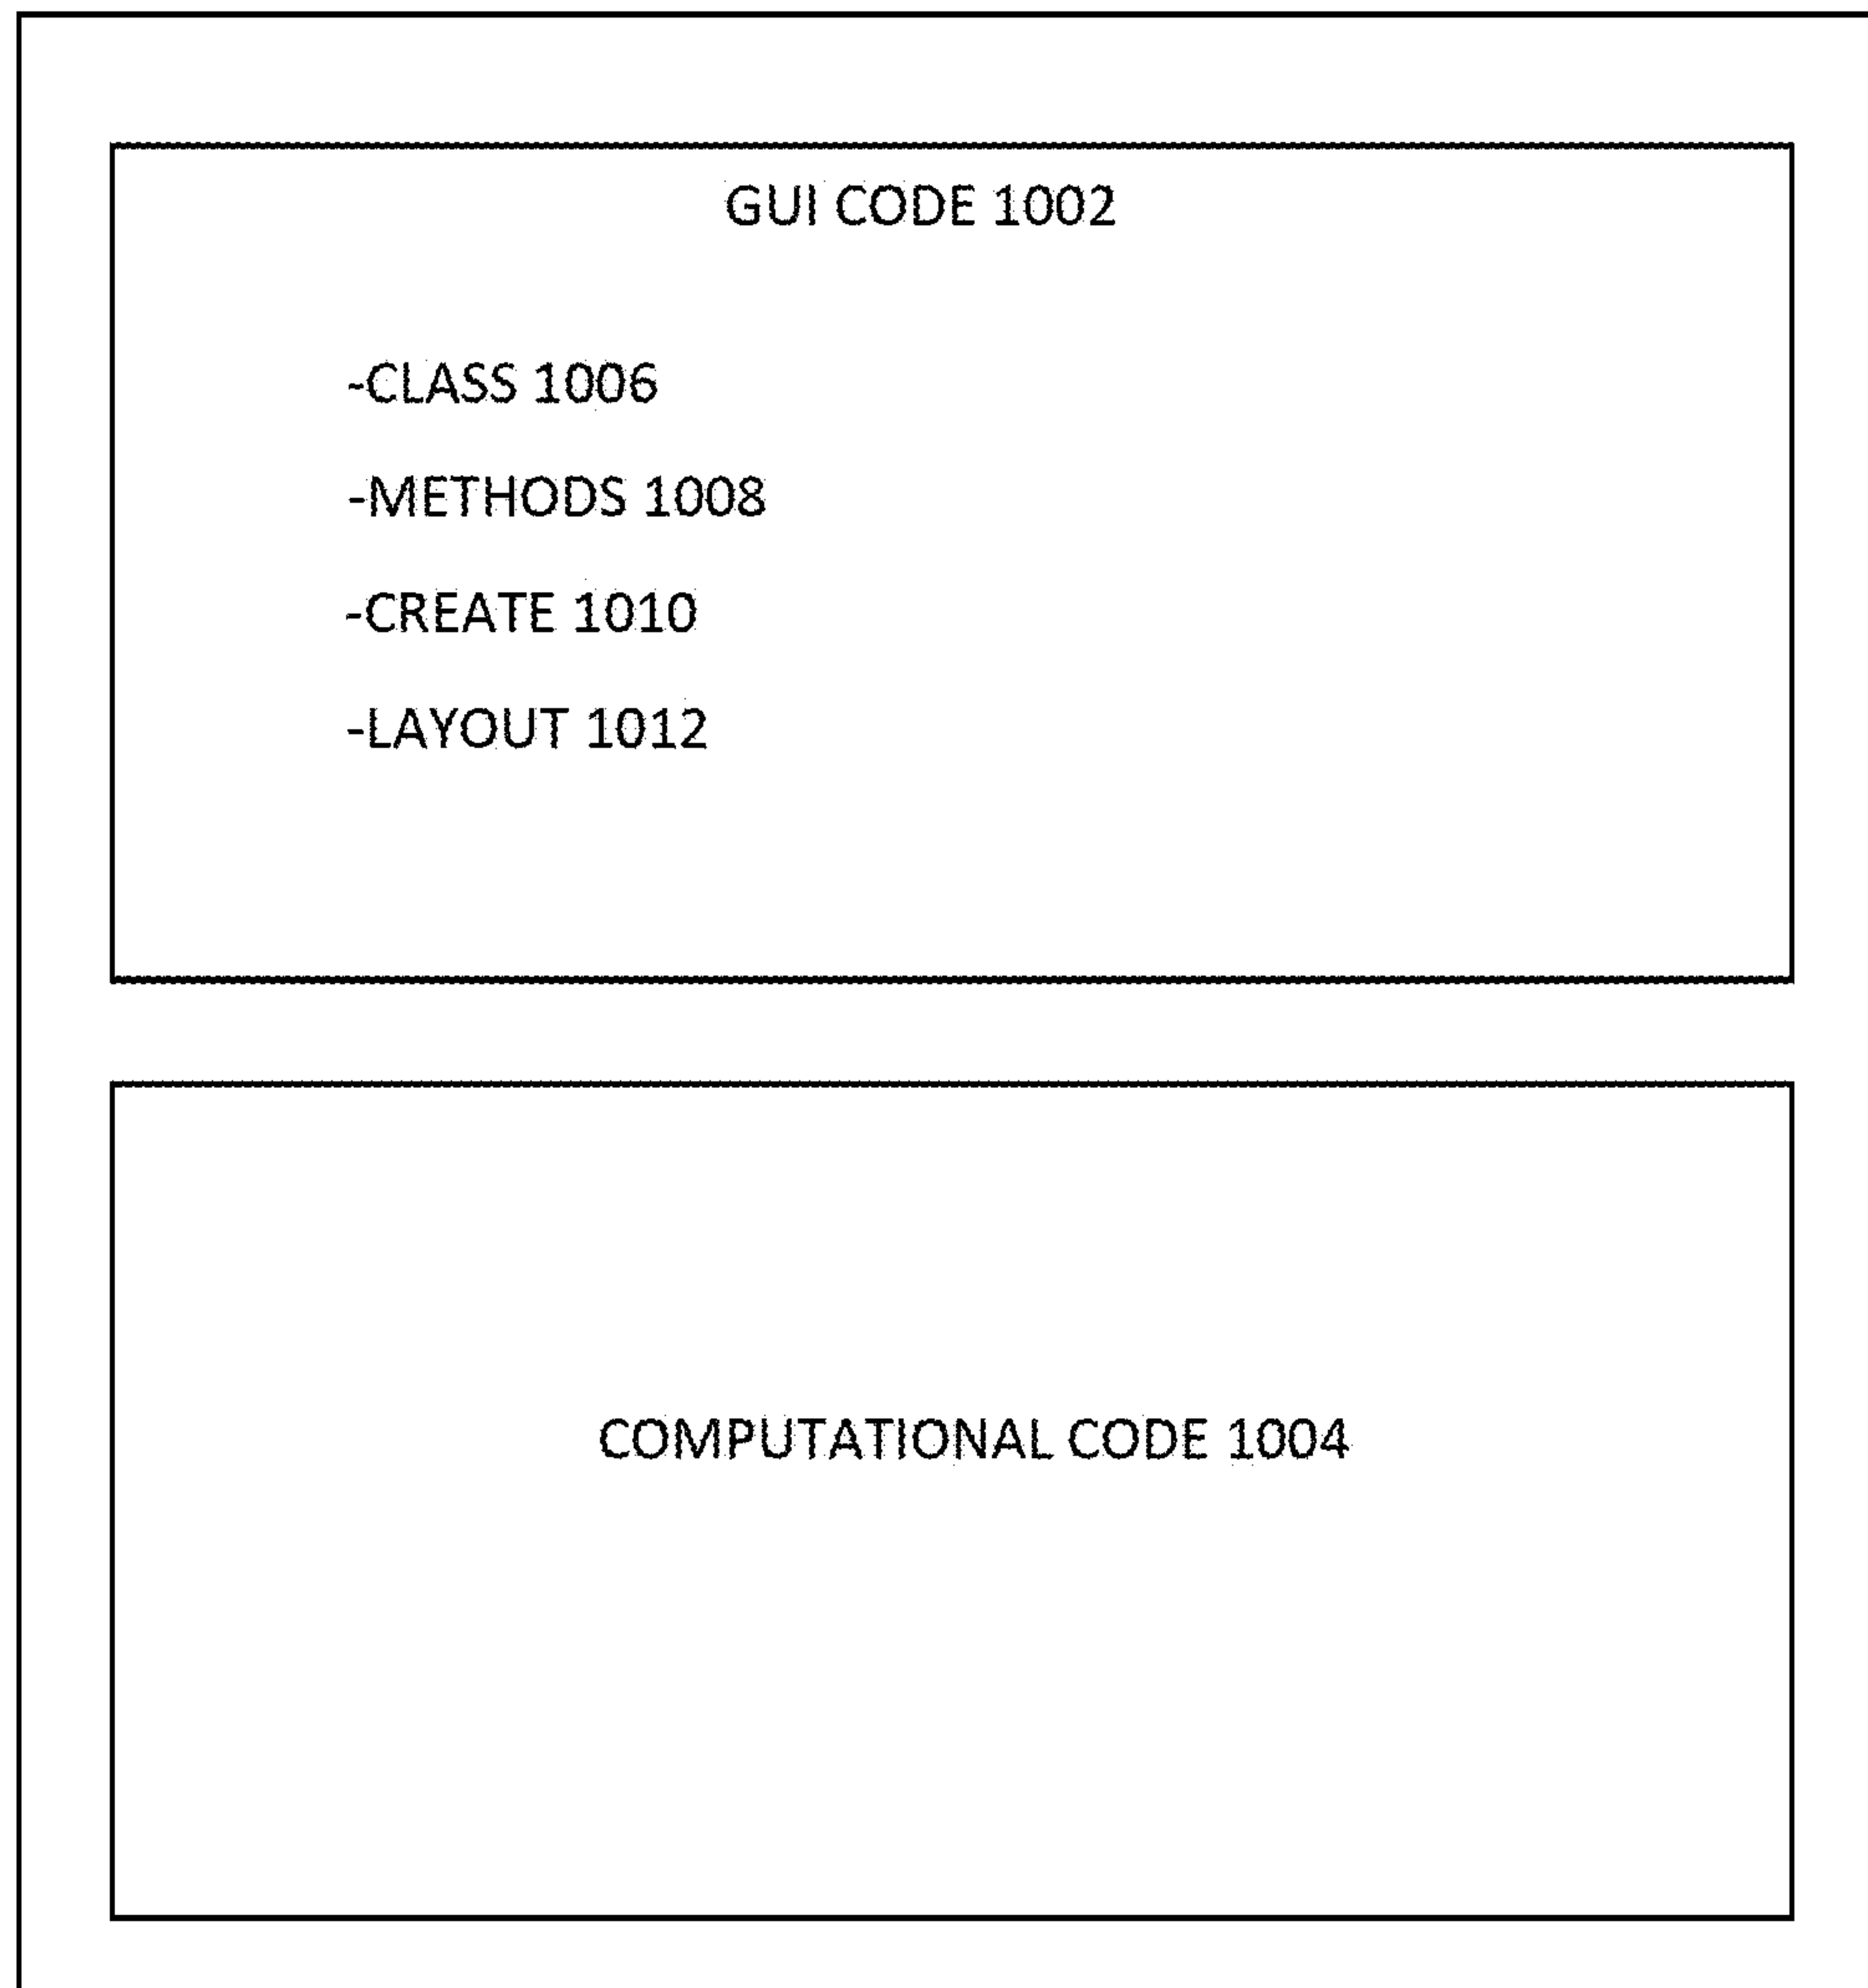 GUI CODE 1002
-CLASS 1006
-METHODS 1008
-CREATE 1010
-LAYOUT 1012
COMPUTATIONAL CODE 1004